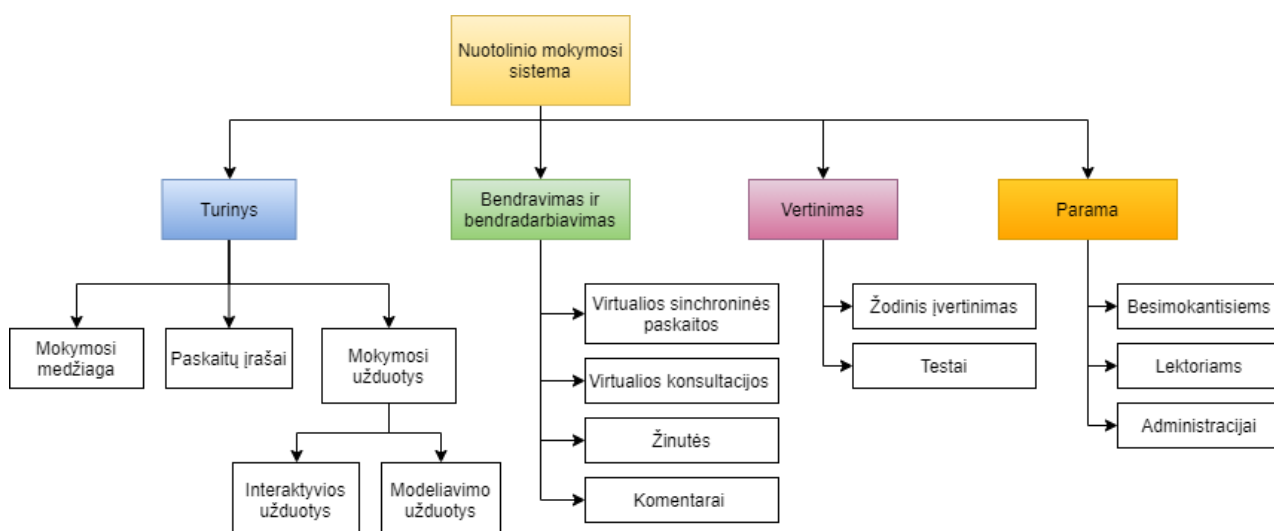 Nuotolinio mokymosi
sistema
Turinys
Bendravimas ir
bendradarbiavimas
Vertinimas
Parama
Mokymosi
medžiaga
Paskaitų įrašai
Mokymosi
užduotys
Interaktyvios
užduotys
Modeliavimo
užduotys
Virtualios sinchroninės
paskaitos
Virtualios konsultacijos
Žinutės
Komentarai
Žodinis įvertinimas
Testai
Besimokantisiems
Lektoriams
Administracijai